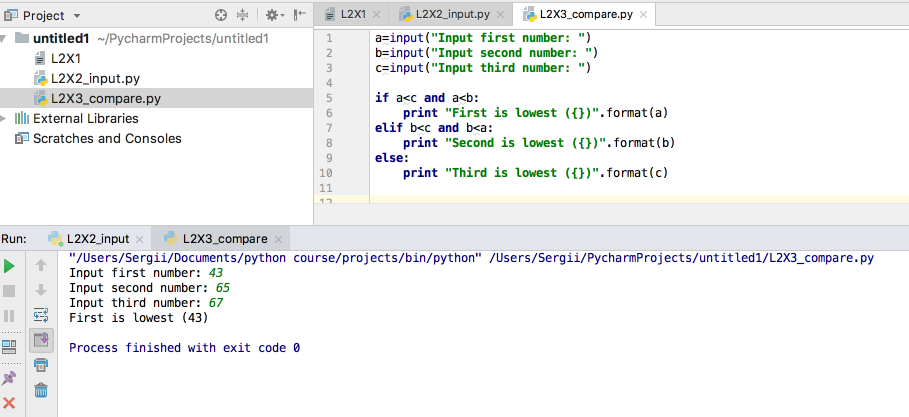 Project
untitled1 ~/PycharmProjects/untitled1
L2X1
L2X2_input.py
L2X3_compare.py
External Libraries
Scratches and Consoles
L2X1 L2X2_input.py L2X3_compare.py
1 a=input("Input first number: ")
2 b=input("Input second number: ")
3 c=input("Input third number: ")
4
5 if a<c and a<b:
6 print "First is lowest ({})".format(a)
7 elif b<c and b<a:
8 print "Second is lowest ({})".format(b)
9 else:
10 print "Third is lowest ({})".format(c)
11
12
Run: L2X2_input L2X3_compare
"/Users/Sergii/Documents/python course/projects/bin/python" /Users/Sergii/PycharmProjects/untitled1/L2X3_compare.py
Input first number: 43
Input second number: 65
Input third number: 67
First is lowest (43)
Process finished with exit code 0